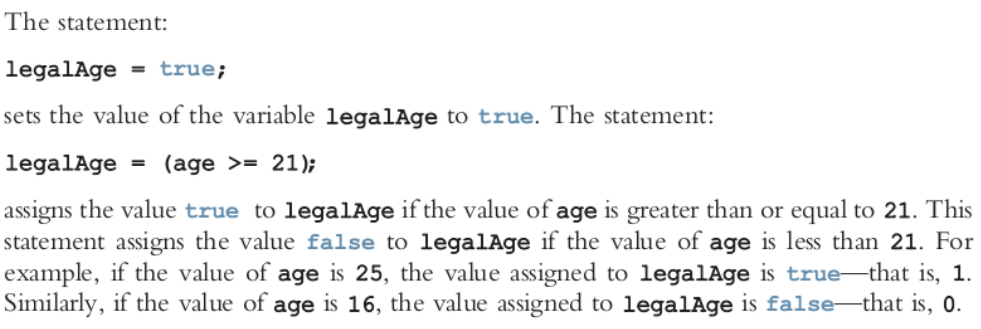 The statement:
legalAge = true;
sets the value of the variable legalAge to true. The statement:
legalAge = (age >= 21);
assigns the value true to legalAge if the value of age is greater than or equal to 21. This
statement assigns the value false to legalAge if the value of age is less than 21. For
example, if the value of age is 25, the value assigned to legalAge is true—that is, 1.
Similarly, if the value of age is 16, the value assigned to legalAge is false—that is, 0.